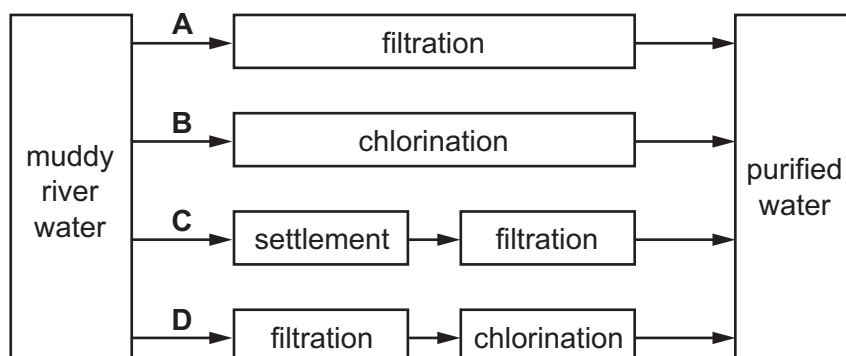 A
filtration
B
chlorination
muddy
river
water
purified
water
C
settlement
filtration
D
filtration
chlorination